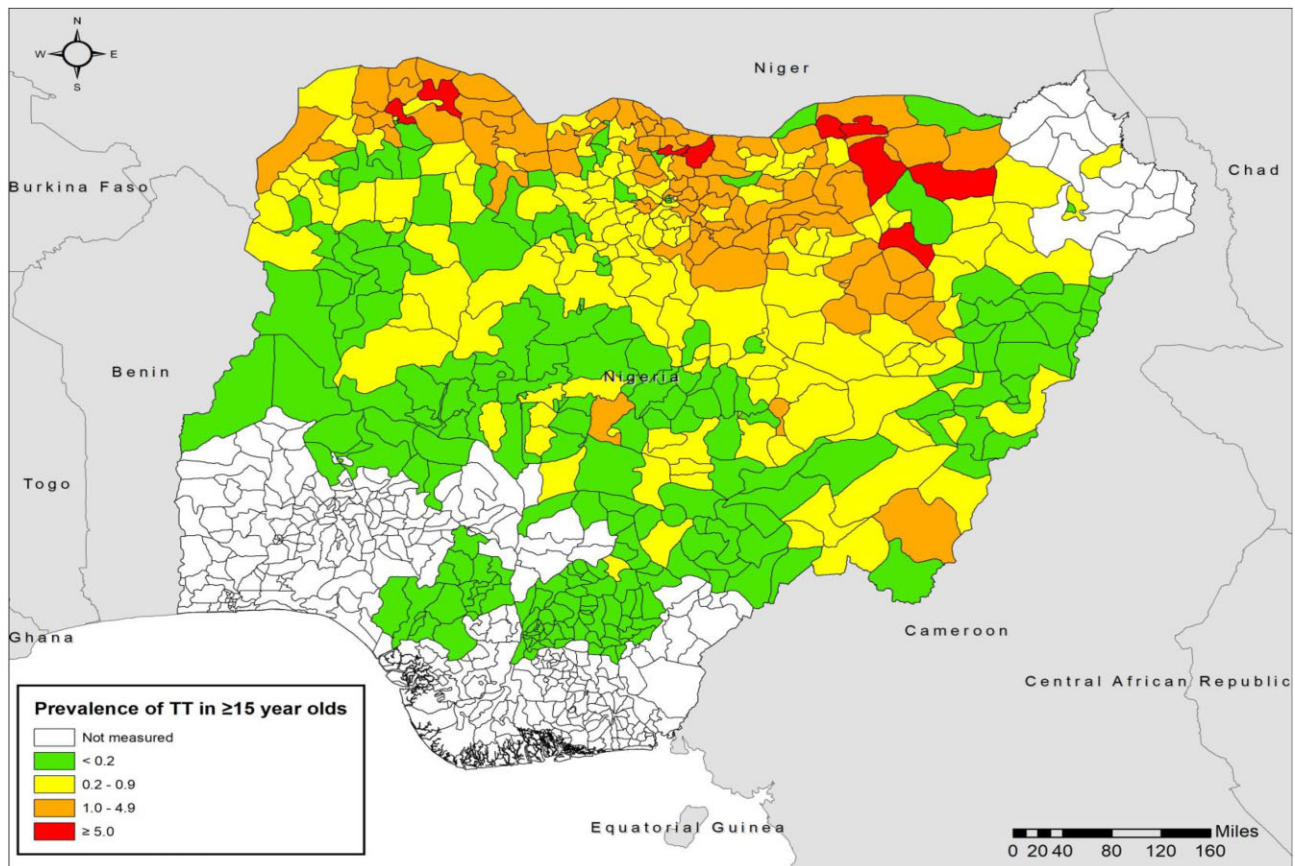 N
W E
S
Niger
Chad
Burkina Faso
Benin
Nigeria
Togo
Ghana
Cameroon
Central African Republic
Equatorial Guinea
Prevalence of TT in ≥15 year olds
Not measured
< 0.2
0.2 - 0.9
1.0 - 4.9
≥ 5.0
Miles
0 20 40 80 120 160